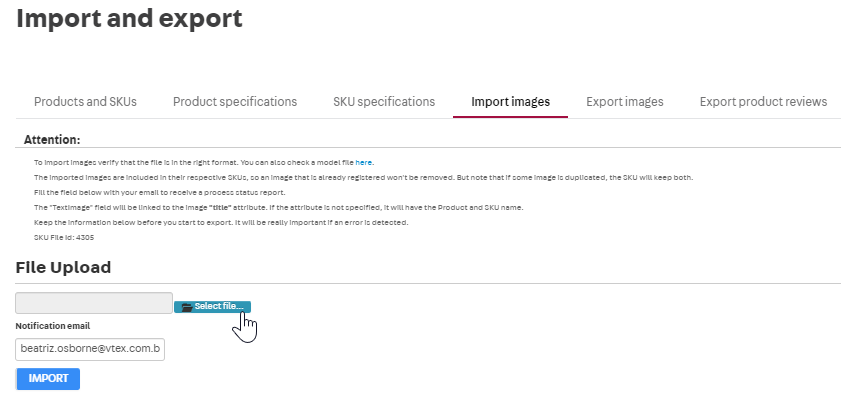 Import and export
Products and SKUs Product specifications SKU specifications Import images Export images Export product reviews
Attention:
To import images verify that the file is in the right format. You can also check a model file here.
The imported images are included in their respective SKUs, so an image that is already registered won't be removed. But note that if some image is duplicated, the SKU will keep both.
Fill the field below with your email to receive a process status report.
The "TextImage" field will be linked to the image "title" attribute. If the attribute is not specified, it will have the Product and SKU name.
Keep the information below before you start to export. It will be really important if an error is detected.
SKU File Id: 4305
File Upload
Select file...
Notification email
beatriz.osborne@vtex.com.b
IMPORT